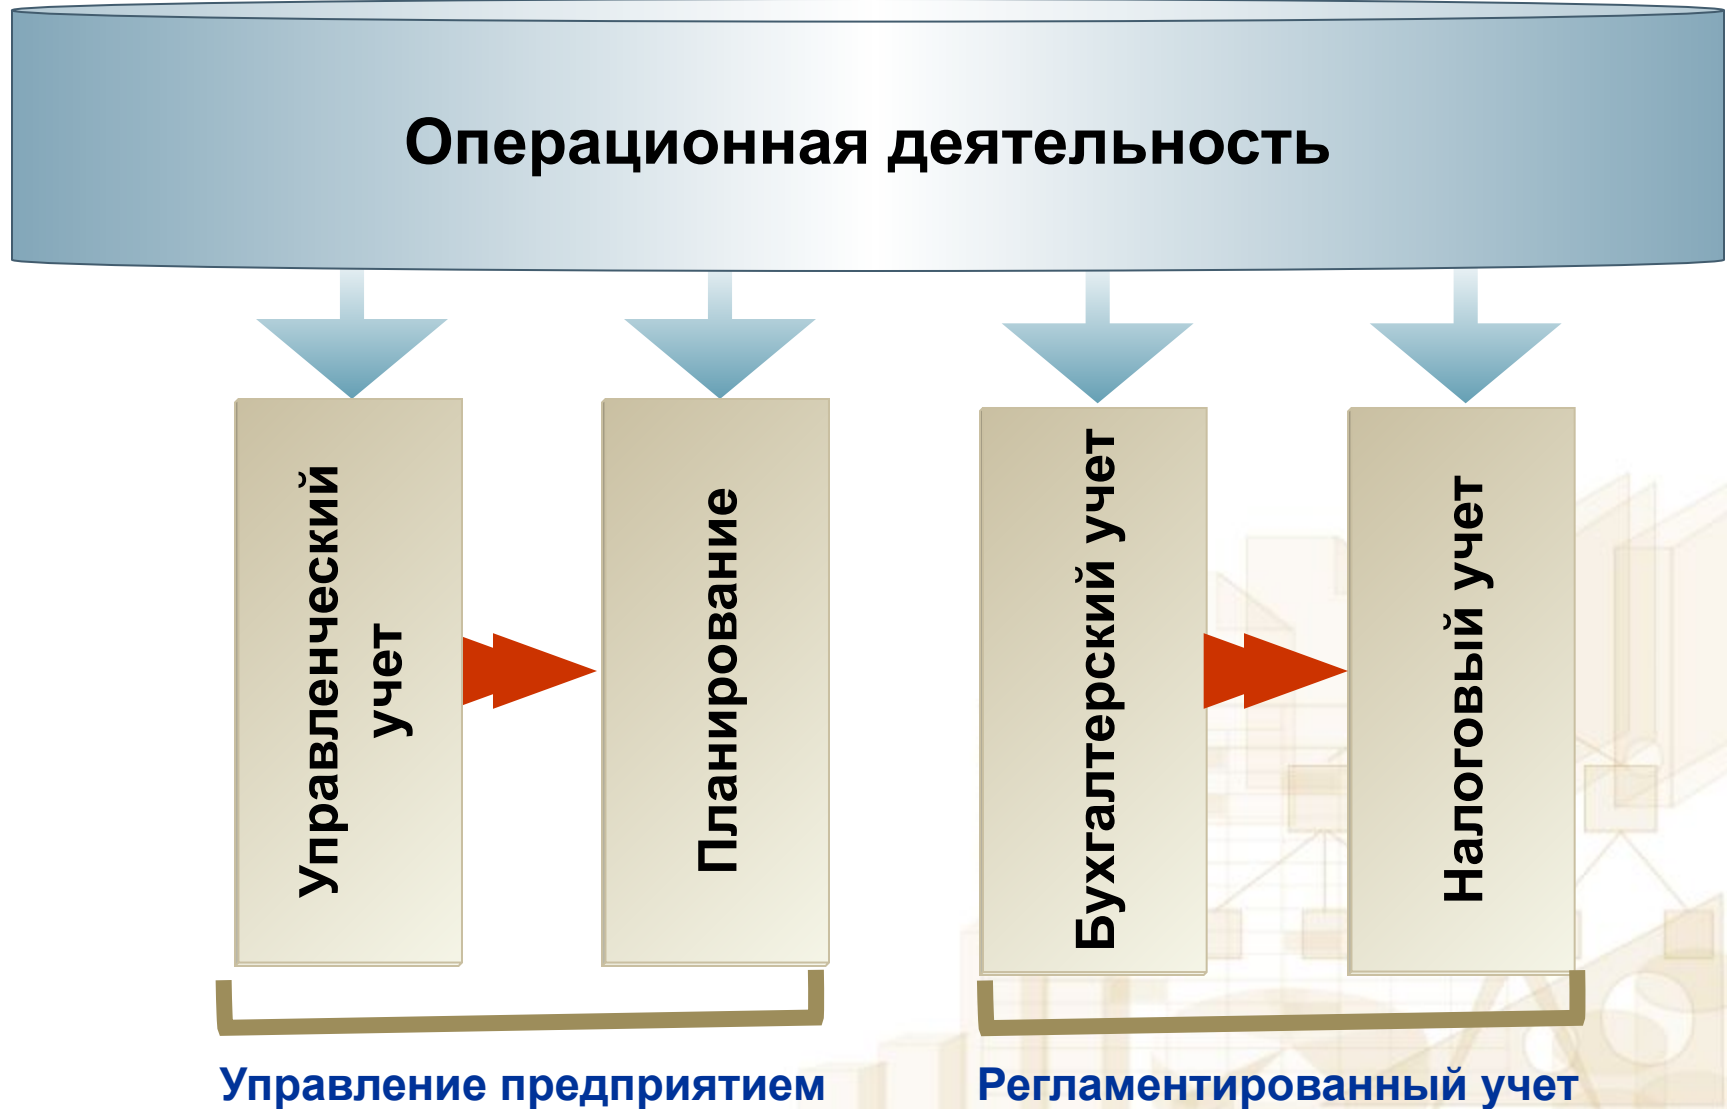 Операционная деятельность
Управленческий
учет
Планирование
Бухгалтерский учет
Налоговый учет
Управление предприятием
Регламентированный учет